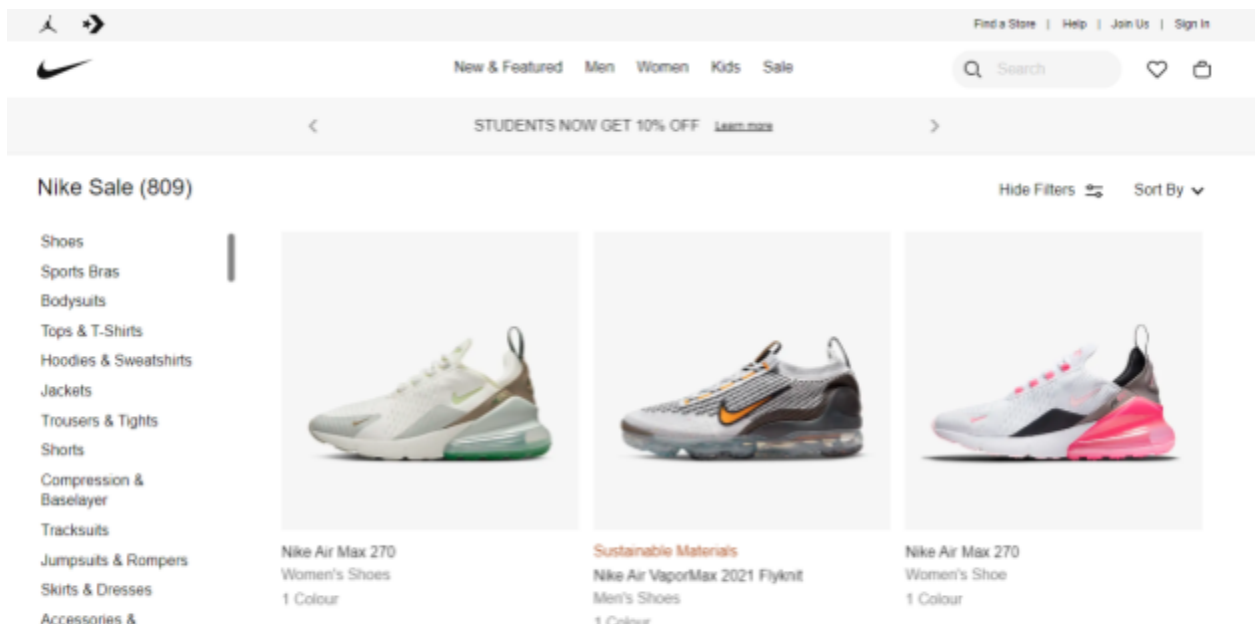 Find a Store | Help | Join Us | Sign In
New & Featured Men Women Kids Sale
Search
STUDENTS NOW GET 10% OFF Learn more
Nike Sale (809)
Hide Filters
Sort By
Shoes
Sports Bras
Bodysuits
Tops & T-Shirts
Hoodies & Sweatshirts
Jackets
Trousers & Tights
Shorts
Compression &
Baselayer
Tracksuits
Jumpsuits & Rompers
Skirts & Dresses
Accessories &
Nike Air Max 270
Women's Shoes
1 Colour
Sustainable Materials
Nike Air VaporMax 2021 Flyknit
Men's Shoes
1 Colour
Nike Air Max 270
Women's Shoe
1 Colour